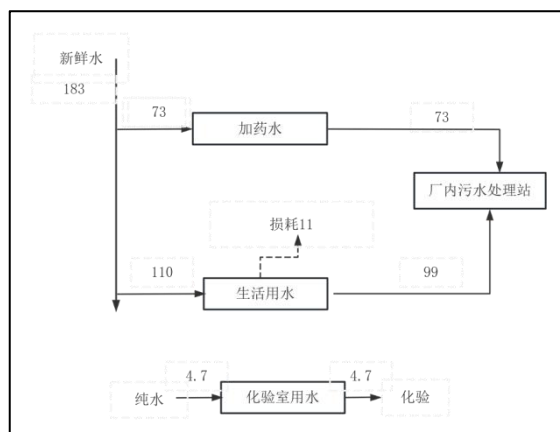 新鲜水
183
73
加药水
73
厂内污水处理站
损耗11
110
生活用水
99
4.7
4.7
纯水
化验室用水
化验